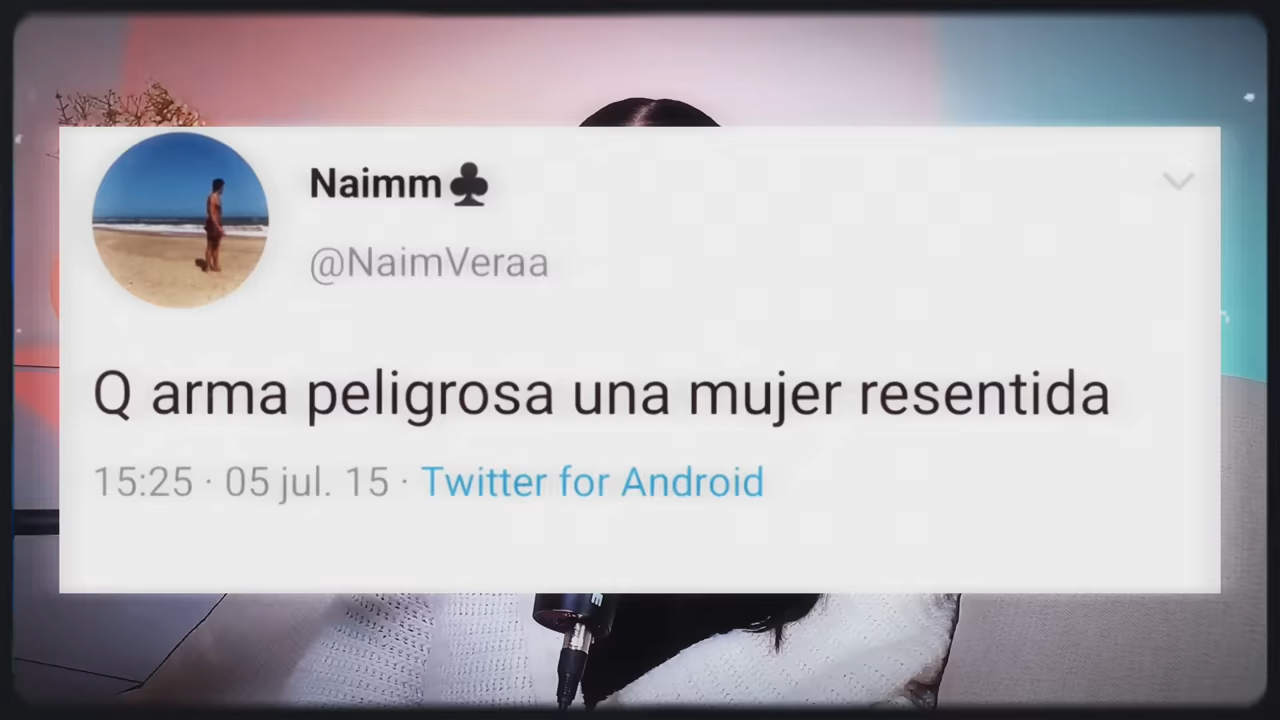 Naimm♣
@NaimVeraa
Q arma peligrosa una mujer resentida
15:25 · 05 jul. 15 · Twitter for Android